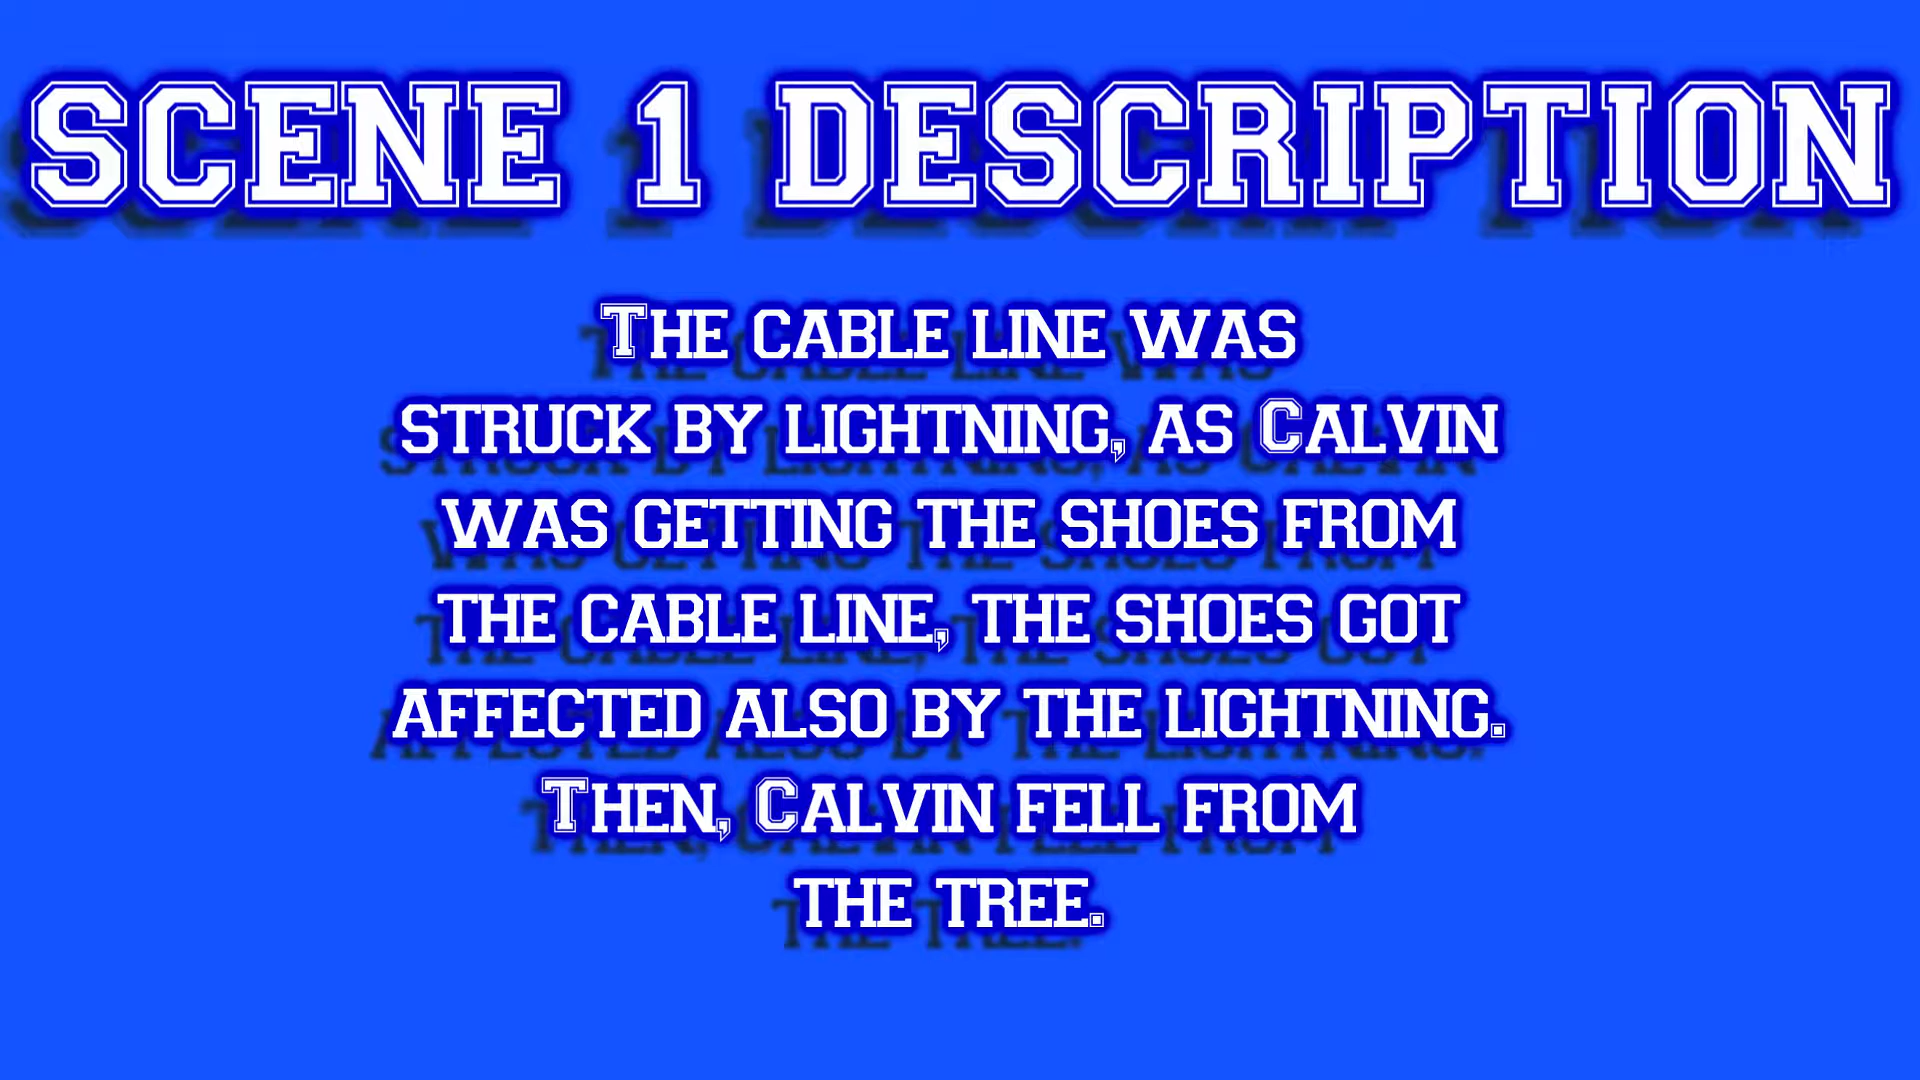 SCENE 1 DESCRIPTION
The cable line was
struck by lightning, as Calvin
was getting the shoes from
the cable line, the shoes got
affected also by the lightning.
Then, Calvin fell from
the tree.